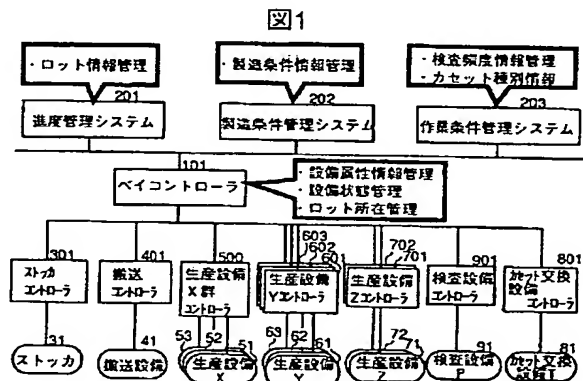 図1
・ロット情報管理
・製造条件情報管理
・検査頻度情報管理
・カセット種別情報
201
202
203
進度管理システム
製造条件管理システム
作業条件管理システム
101
ベイコントローラ
・設備属性情報管理
・設備状態管理
・ロット所在管理
301
401
500
603
602
601
702
701
901
801
ストッカ
コントローラ
搬送
コントローラ
生産設備
X群
コントローラ
生産設備
Yコントローラ
生産設備
Zコントローラ
検査設備
コントローラ
カセット交換
設備
コントローラ
31
41
53
52
51
63
62
61
72
71
91
81
ストッカ
搬送設備
生産設備
X
生産設備
Y
生産設備
Z
検査設備
P
カセット交換
設備T